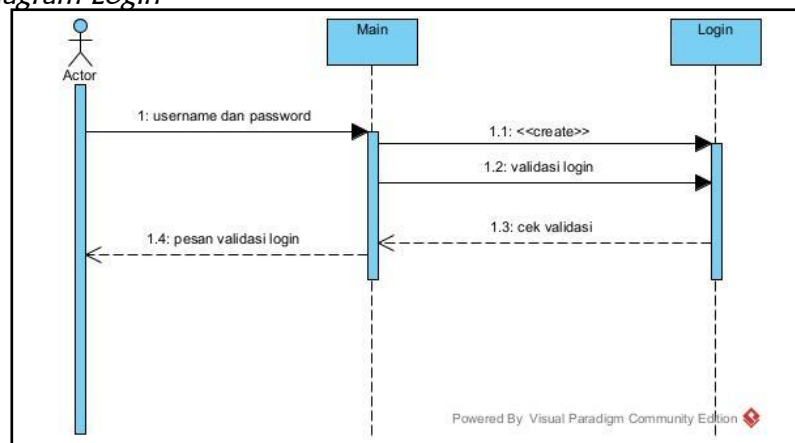 Login
Main
Login
Actor
1: username dan password
1.1: <<create>>
1.2: validasi login
1.3: cek validasi
1.4: pesan validasi login
Powered By Visual Paradigm Community Edition